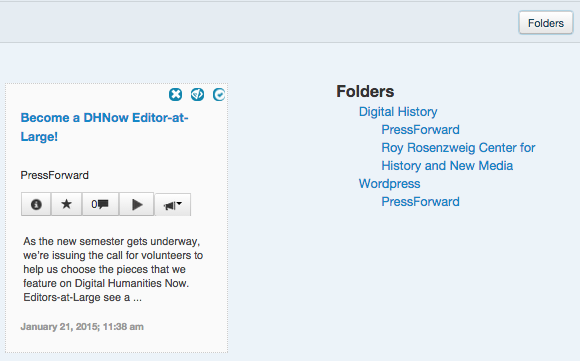 Folders
Become a DHNow Editor-at-
Large!
PressForward
0
As the new semester gets underway,
we're issuing the call for volunteers to
help us choose the pieces that we
feature on Digital Humanities Now.
Editors-at-Large see a ...
January 21, 2015; 11:38 am
Folders
Digital History
PressForward
Roy Rosenzweig Center for
History and New Media
Wordpress
PressForward